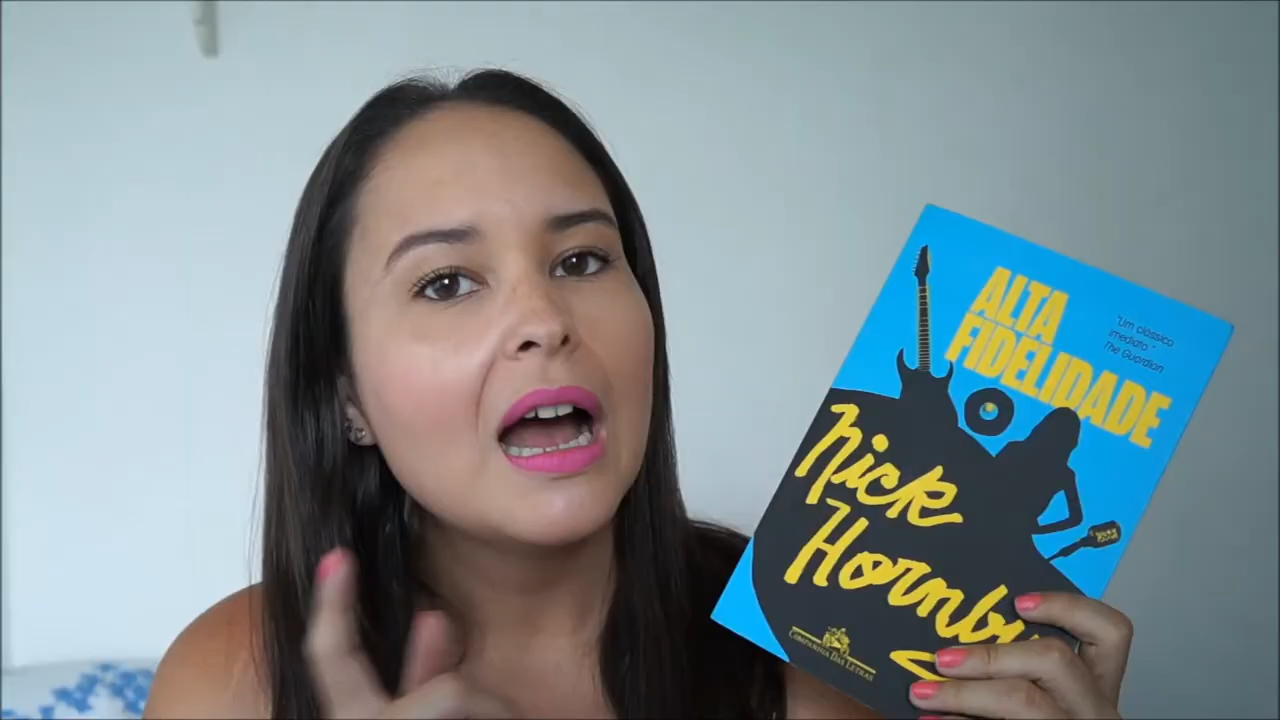 ALTA
FIDELIDADE
"Um clássico
imediato."
The Guardian
Nick
Hornby
COMPANHIA DAS LETRAS